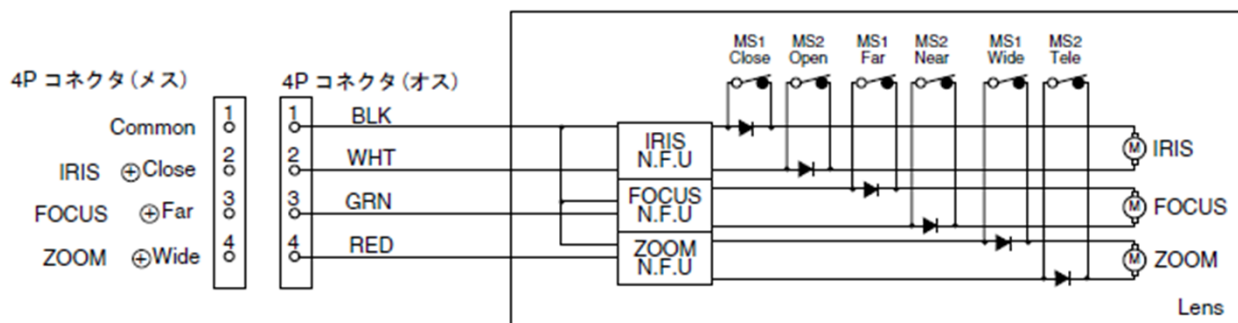 MS1 MS2 MS1 MS2 MS1 MS2
Close Open Far Near Wide Tele
4P コネクタ(メス) 4P コネクタ(オス)
Common 1 1 BLK
IRIS ⊕Close 2 2 WHT
FOCUS ⊕Far 3 3 GRN
ZOOM ⊕Wide 4 4 RED
IRIS
N.F.U
FOCUS
N.F.U
ZOOM
N.F.U
M IRIS
M FOCUS
M ZOOM
Lens